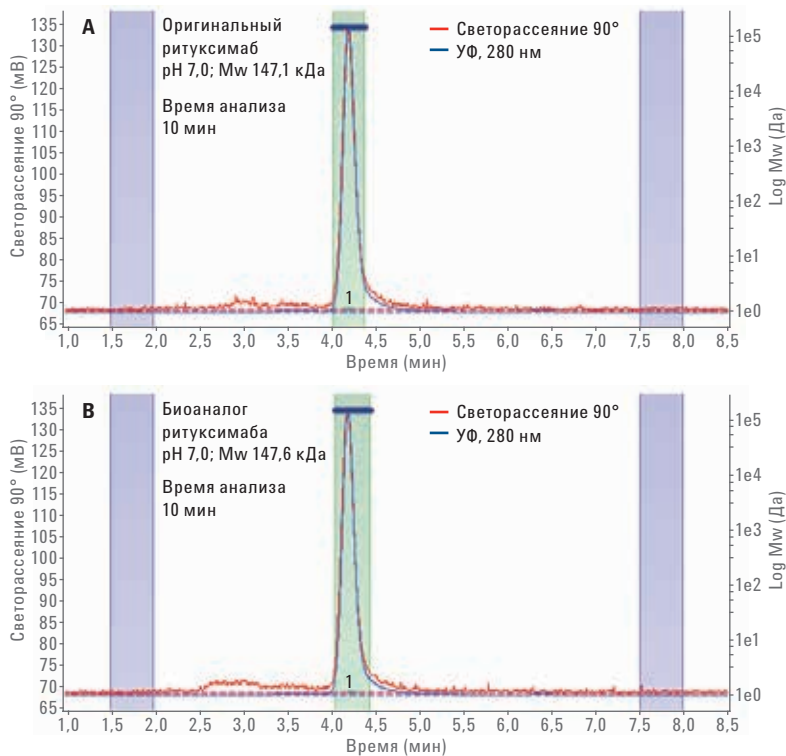 A
Оригинальный
ритуксимаб
pH 7,0; Mw 147,1 кДа
Время анализа
10 мин
Светорассеяние 90°
УФ, 280 нм
Светорассеяние 90° (мВ)
135
130
125
120
115
110
105
100
95
90
85
80
75
70
65
Log Mw (Да)
1e5
1e4
1e3
1e2
1e1
1e0
1
1,0 1,5 2,0 2,5 3,0 3,5 4,0 4,5 5,0 5,5 6,0 6,5 7,0 7,5 8,0 8,5
Время (мин)
B
Биоаналог
ритуксимаба
pH 7,0; Mw 147,6 кДа
Время анализа
10 мин
Светорассеяние 90°
УФ, 280 нм
Светорассеяние 90° (мВ)
135
130
125
120
115
110
105
100
95
90
85
80
75
70
65
Log Mw (Да)
1e5
1e4
1e3
1e2
1e1
1e0
1
1,0 1,5 2,0 2,5 3,0 3,5 4,0 4,5 5,0 5,5 6,0 6,5 7,0 7,5 8,0 8,5
Время (мин)